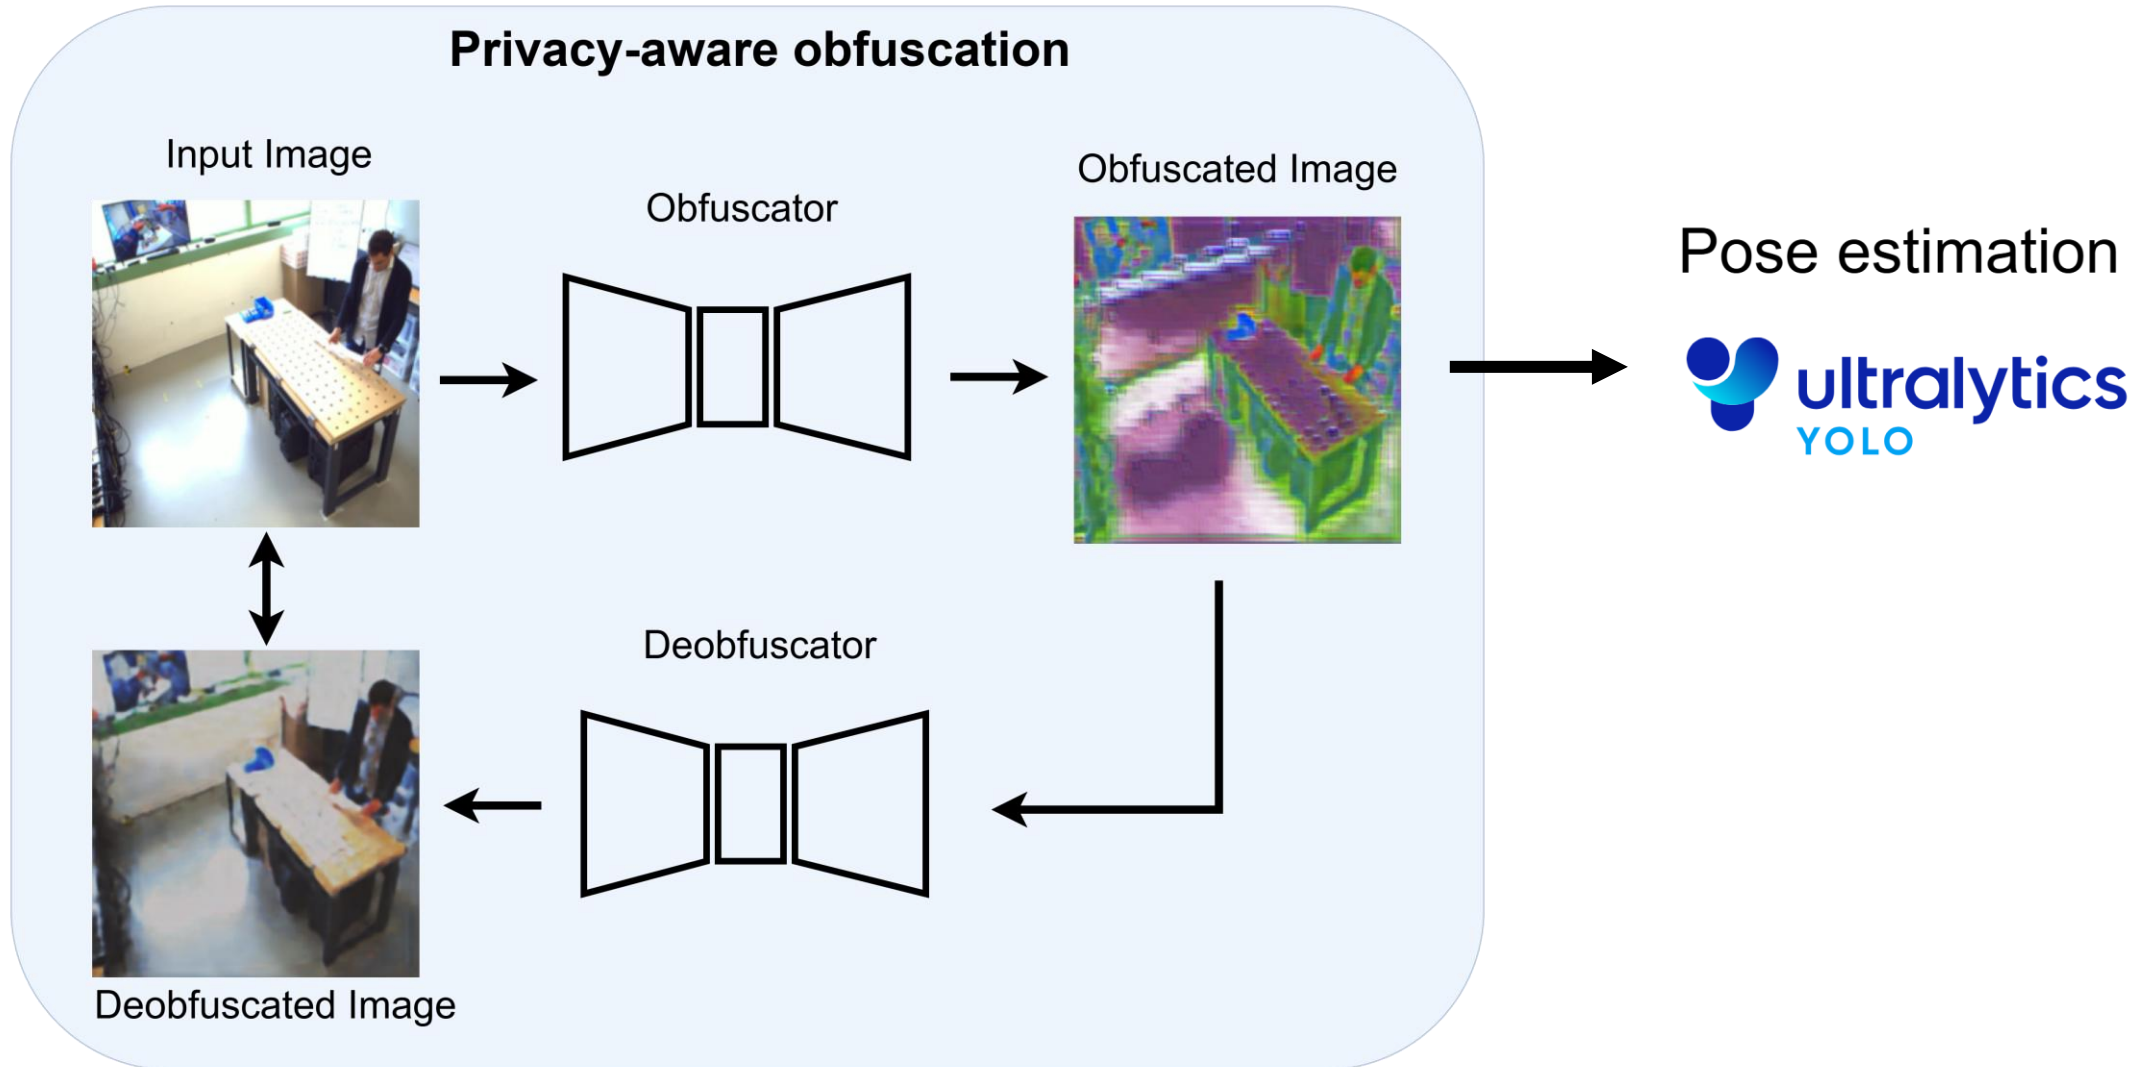 Privacy-aware obfuscation
Input Image
Obfuscator
Obfuscated Image
Pose estimation
ultralytics
YOLO
Deobfuscator
Deobfuscated Image